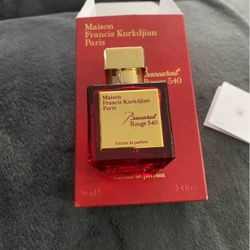 Maison
Francis Kurkdjian
Paris
Baccarat
Rouge 540
Maison
Francis Kurkdjian
Paris
Baccarat
Rouge 540
Extrait de parfum